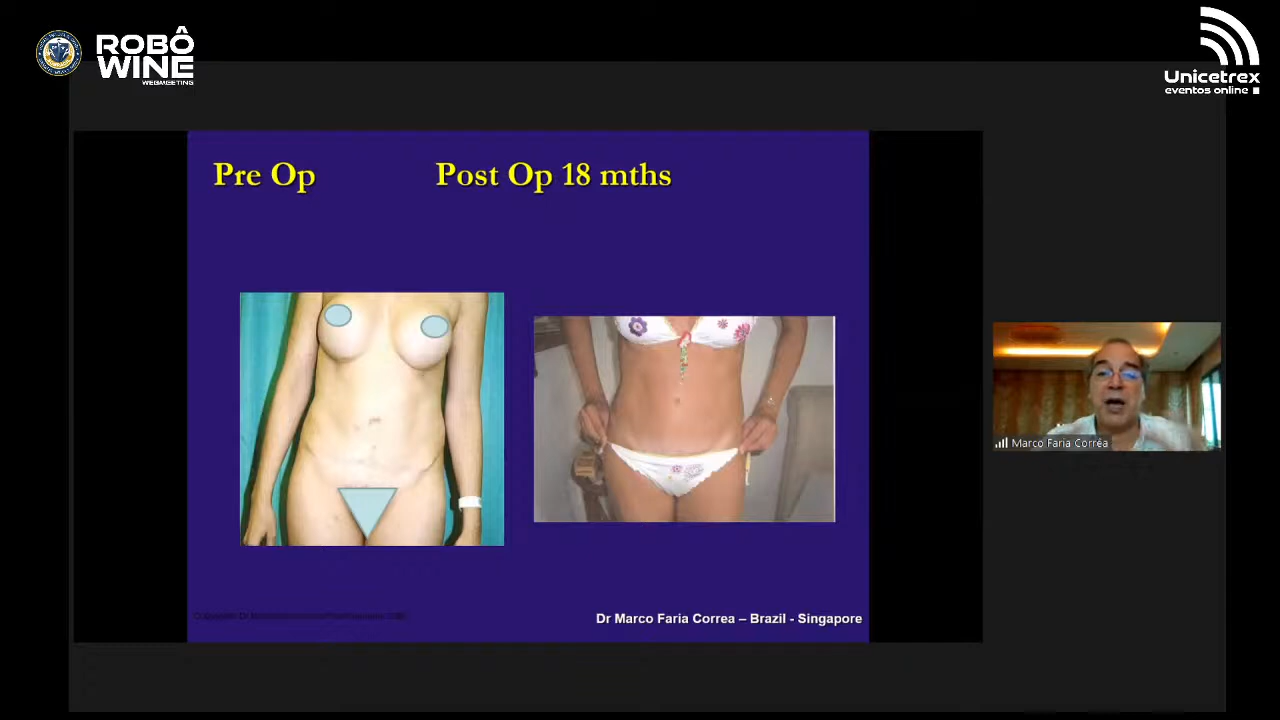 ROBÔ
WINE
WEBMEETING
Unicetrex
eventos online
Pre Op
Post Op 18 mths
Marco Faria Corrêa
Dr Marco Faria Correa – Brazil - Singapore